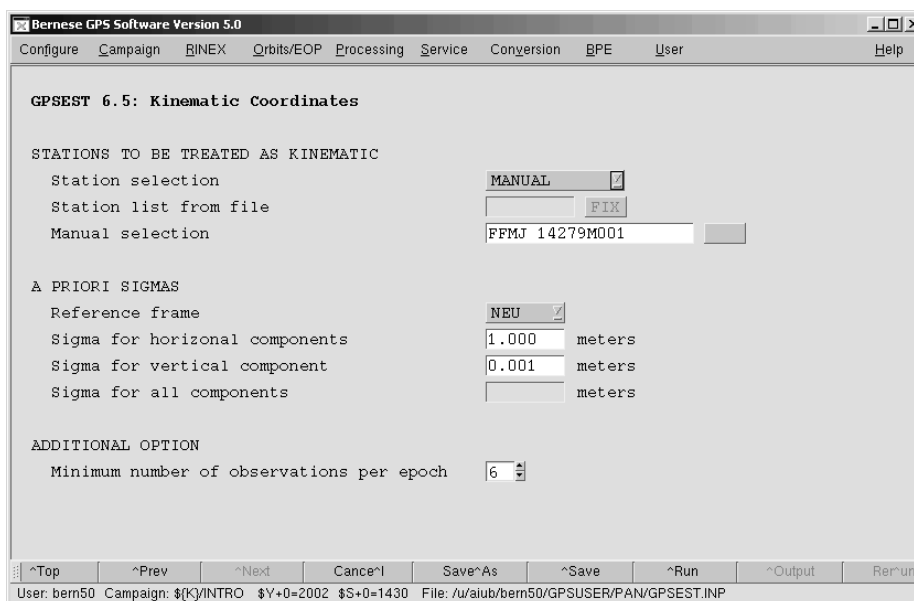 Bernese GPS Software Version 5.0
Configure Campaign RINEX Orbits/EOP Processing Service Conversion BPE User Help
GPSEST 6.5: Kinematic Coordinates
STATIONS TO BE TREATED AS KINEMATIC
Station selection MANUAL
Station list from file FIX
Manual selection FFMJ 14279M001
A PRIORI SIGMAS
Reference frame NEU
Sigma for horizonal components 1.000 meters
Sigma for vertical component 0.001 meters
Sigma for all components meters
ADDITIONAL OPTION
Minimum number of observations per epoch 6
^Top ^Prev ^Next Cance^l Save^As ^Save ^Run ^Output Rer^un
User: bern50 Campaign: ${K}/INTRO $Y+0=2002 $S+0=1430 File: /u/aiub/bern50/GPSUSER/PAN/GPSEST.INP